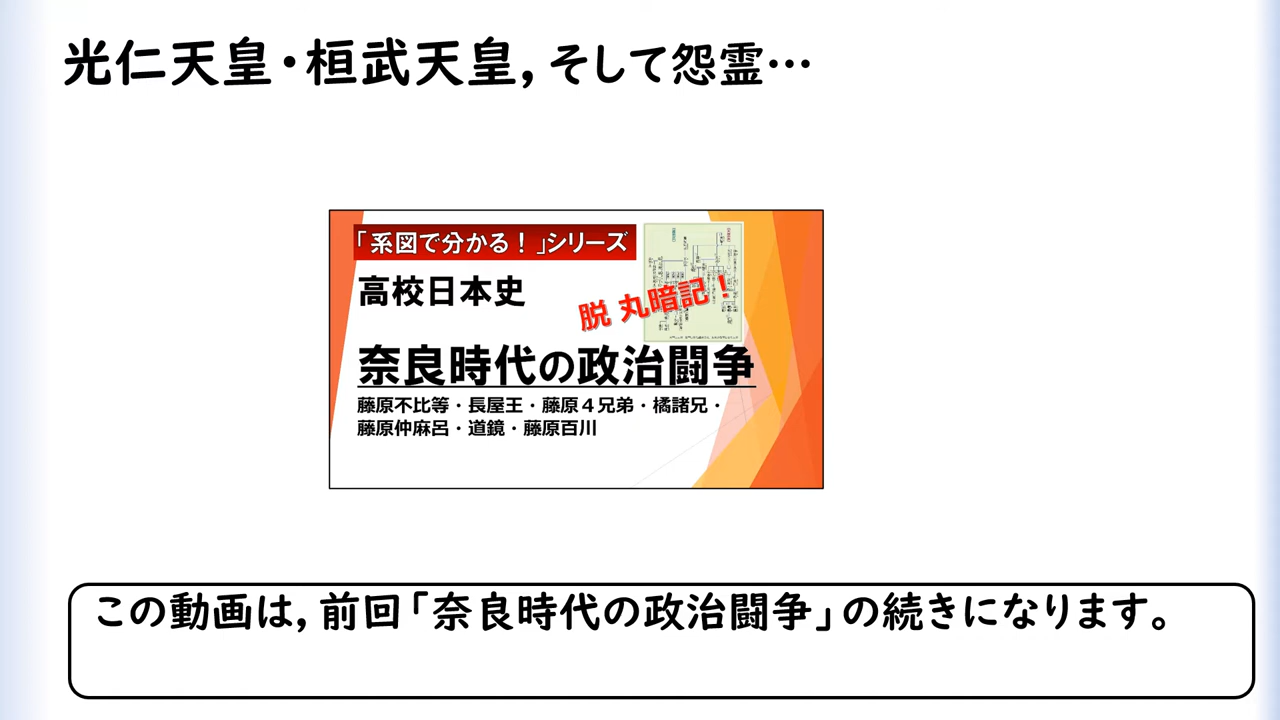 光仁天皇・桓武天皇，そして怨霊…
「系図で分かる！」シリーズ
高校日本史
脱 丸暗記！
奈良時代の政治闘争
藤原不比等・長屋王・藤原４兄弟・橘諸兄・
藤原仲麻呂・道鏡・藤原百川
この動画は，前回「奈良時代の政治闘争」の続きになります。